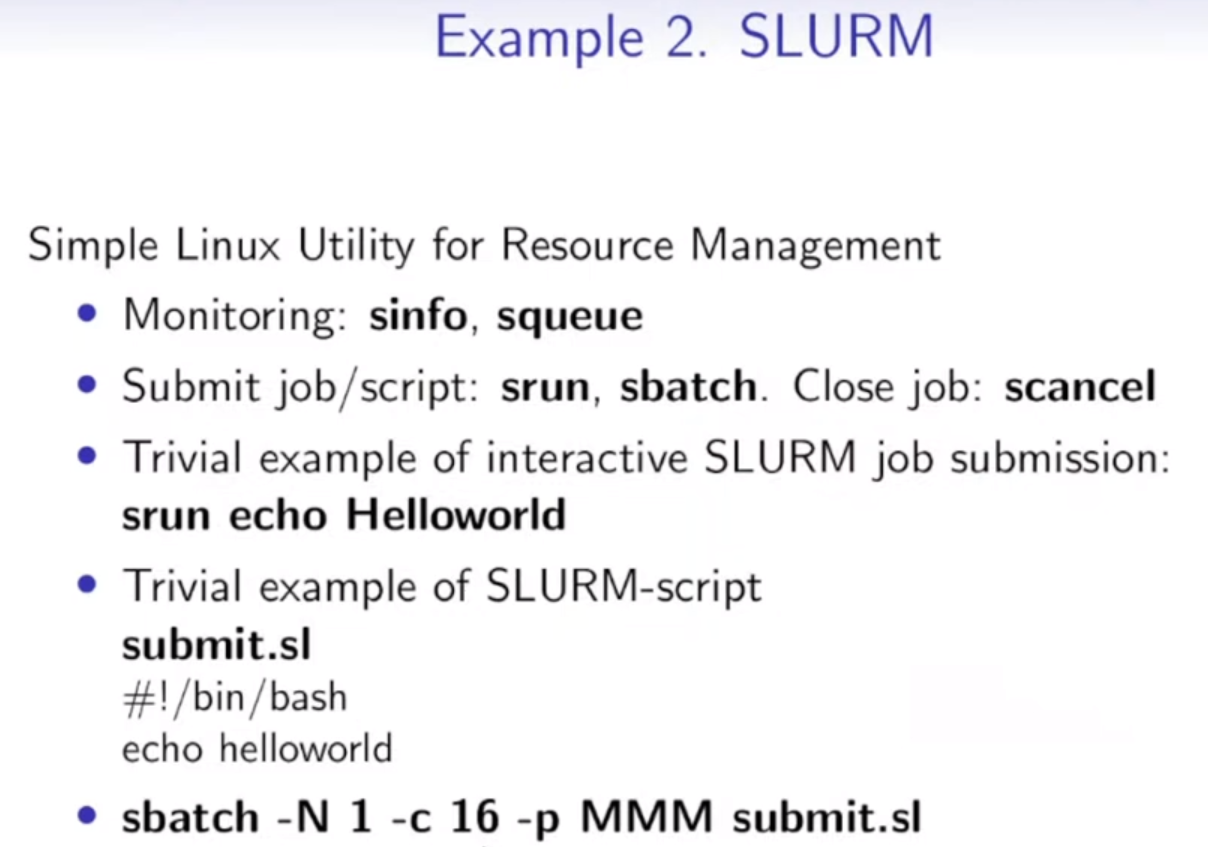 Example 2. SLURM
Simple Linux Utility for Resource Management
• Monitoring: sinfo, squeue
• Submit job/script: srun, sbatch. Close job: scancel
• Trivial example of interactive SLURM job submission:
srun echo Helloworld
• Trivial example of SLURM-script
submit.sl
#!/bin/bash
echo helloworld
• sbatch -N 1 -c 16 -p MMM submit.sl